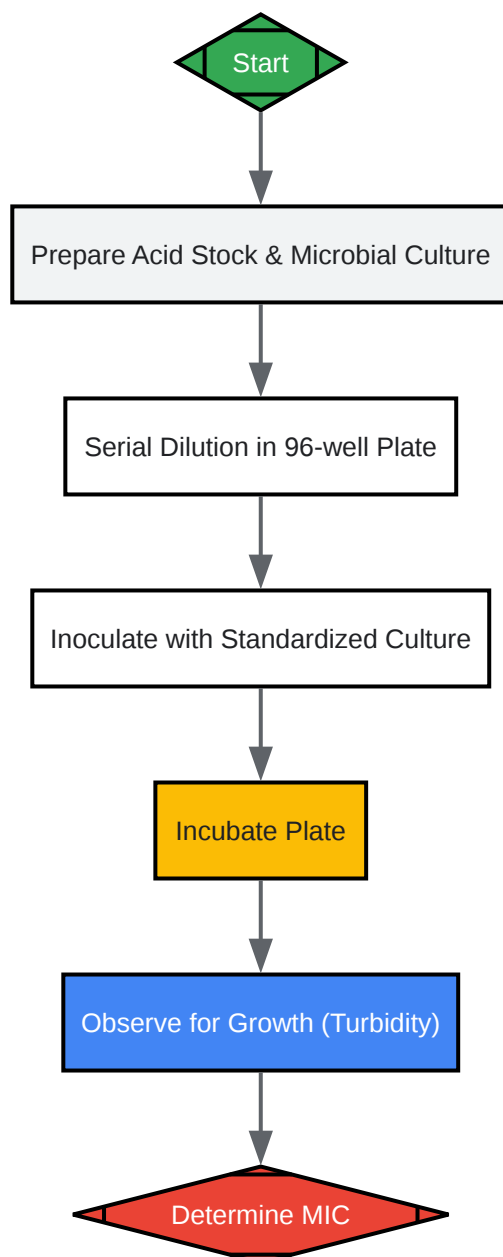 Start
Prepare Acid Stock & Microbial Culture
Serial Dilution in 96-well Plate
Inoculate with Standardized Culture
Incubate Plate
Observe for Growth (Turbidity)
Determine MIC